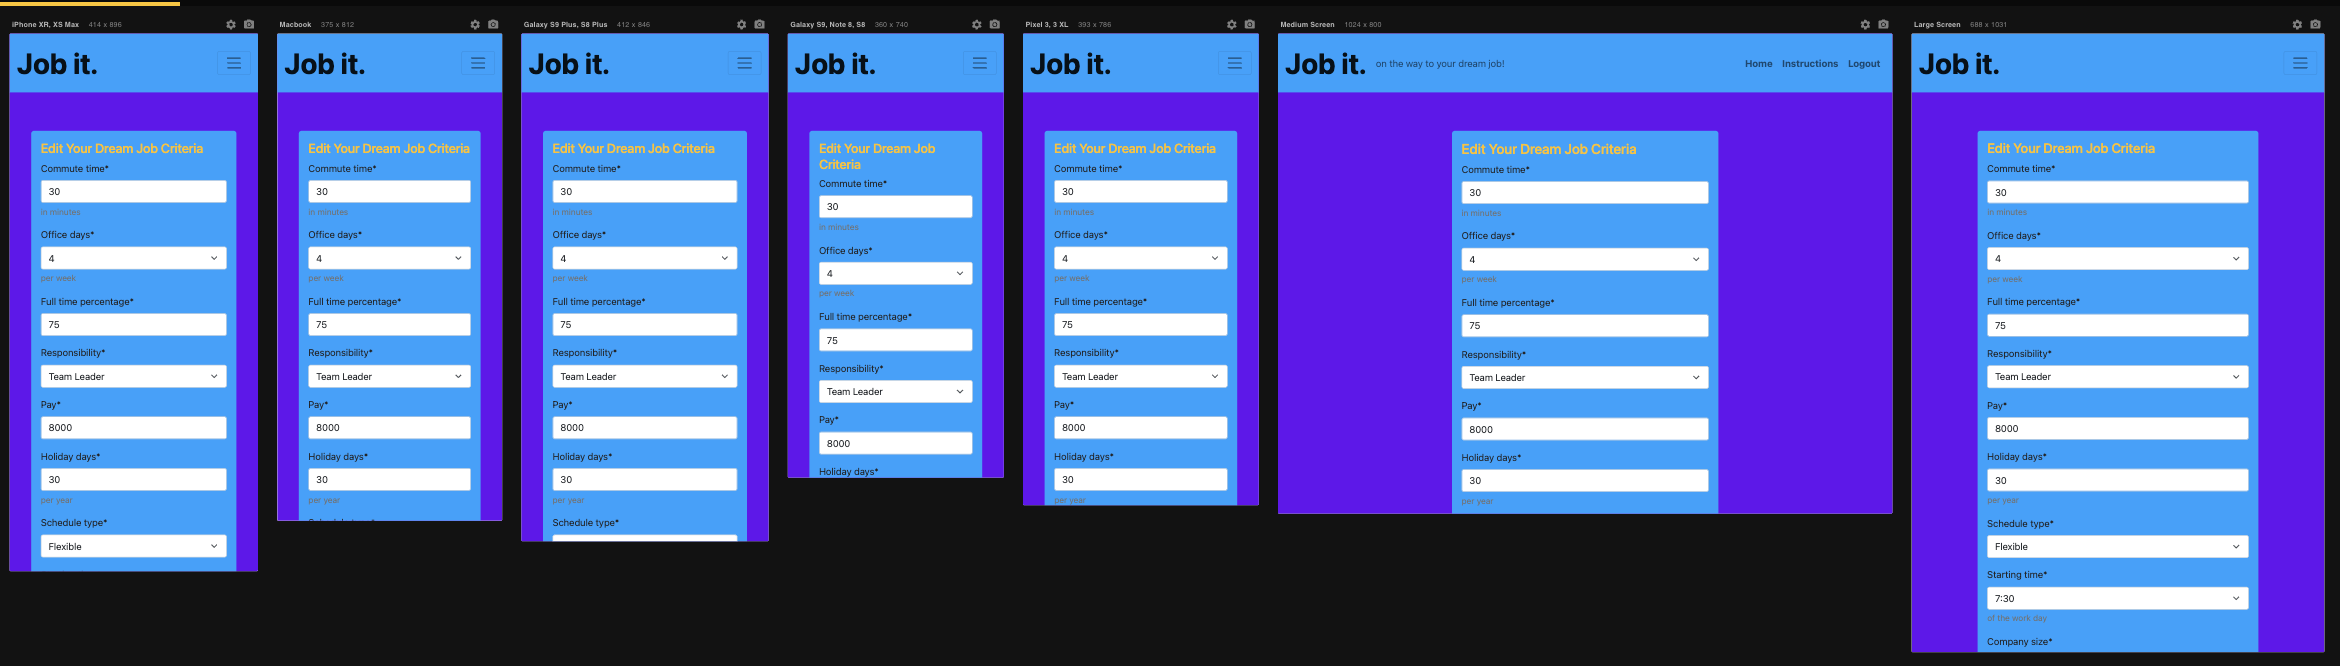 iPhone XR, XS Max 414 x 896
Job it.
Edit Your Dream Job Criteria
Commute time*
30
in minutes
Office days*
4
per week
Full time percentage*
75
Responsibility*
Team Leader
Pay*
8000
Holiday days*
30
per year
Schedule type*
Flexible
Macbook 375 x 812
Job it.
Edit Your Dream Job Criteria
Commute time*
30
in minutes
Office days*
4
per week
Full time percentage*
75
Responsibility*
Team Leader
Pay*
8000
Holiday days*
30
per year
Galaxy S9 Plus, S8 Plus 412 x 846
Job it.
Edit Your Dream Job Criteria
Commute time*
30
in minutes
Office days*
4
per week
Full time percentage*
75
Responsibility*
Team Leader
Pay*
8000
Holiday days*
30
per year
Schedule type*
Galaxy S9, Note 8, S8 360 x 740
Job it.
Edit Your Dream Job
Criteria
Commute time*
30
in minutes
Office days*
4
per week
Full time percentage*
75
Responsibility*
Team Leader
Pay*
8000
Holiday days*
Pixel 3, 3 XL 393 x 786
Job it.
Edit Your Dream Job Criteria
Commute time*
30
in minutes
Office days*
4
per week
Full time percentage*
75
Responsibility*
Team Leader
Pay*
8000
Holiday days*
30
per year
Medium Screen 1024 x 800
Job it. on the way to your dream job! Home Instructions Logout
Edit Your Dream Job Criteria
Commute time*
30
in minutes
Office days*
4
per week
Full time percentage*
75
Responsibility*
Team Leader
Pay*
8000
Holiday days*
30
per year
Large Screen 688 x 1031
Job it.
Edit Your Dream Job Criteria
Commute time*
30
in minutes
Office days*
4
per week
Full time percentage*
75
Responsibility*
Team Leader
Pay*
8000
Holiday days*
30
per year
Schedule type*
Flexible
Starting time*
7:30
of the work day
Company size*